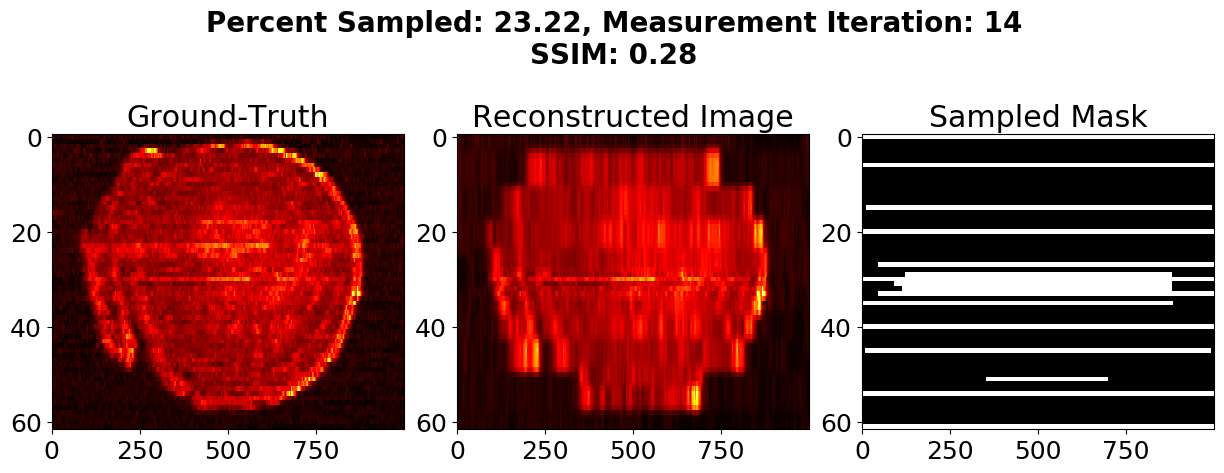 Percent Sampled: 23.22, Measurement Iteration: 14
SSIM: 0.28
Ground-Truth
Reconstructed Image
Sampled Mask
0
20
40
60
0 250 500 750
0
20
40
60
0 250 500 750
0
20
40
60
0 250 500 750